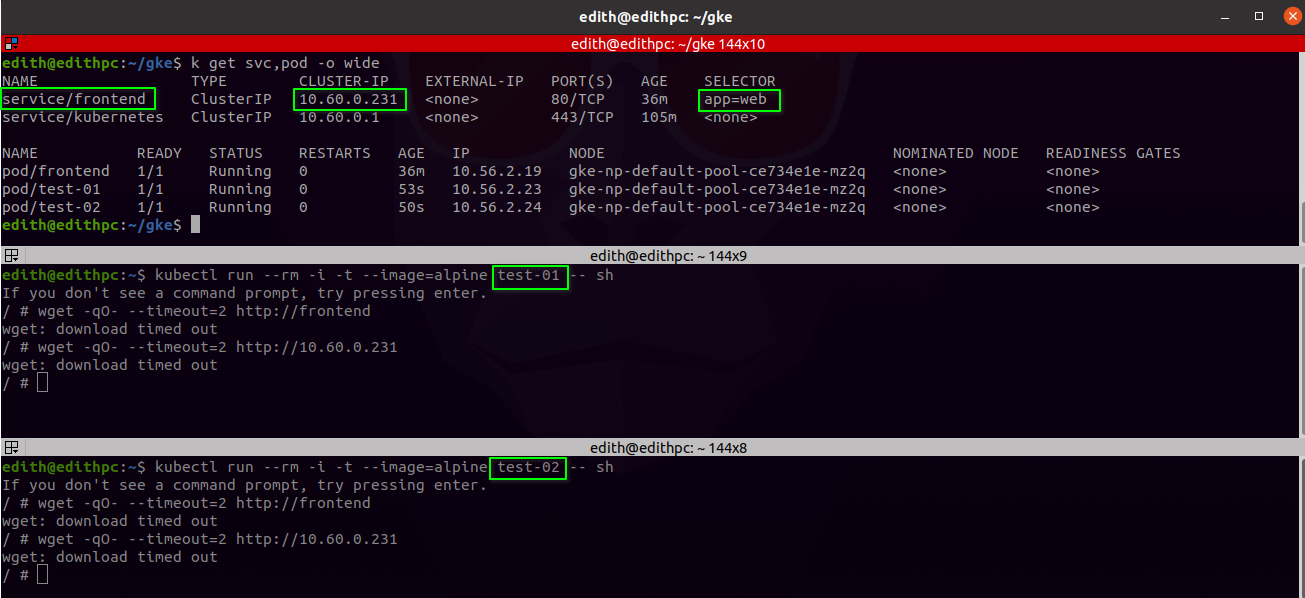 edith@edithpc: ~/gke
edith@edithpc: ~/gke 144x10
edith@edithpc:~/gke$ k get svc,pod -o wide
NAME TYPE CLUSTER-IP EXTERNAL-IP PORT(S) AGE SELECTOR
service/frontend ClusterIP 10.60.0.231 <none> 80/TCP 36m app=web
service/kubernetes ClusterIP 10.60.0.1 <none> 443/TCP 105m <none>
NAME READY STATUS RESTARTS AGE IP NODE NOMINATED NODE READINESS GATES
pod/frontend 1/1 Running 0 36m 10.56.2.19 gke-np-default-pool-ce734e1e-mz2q <none> <none>
pod/test-01 1/1 Running 0 53s 10.56.2.23 gke-np-default-pool-ce734e1e-mz2q <none> <none>
pod/test-02 1/1 Running 0 50s 10.56.2.24 gke-np-default-pool-ce734e1e-mz2q <none> <none>
edith@edithpc:~/gke$
edith@edithpc: ~ 144x9
edith@edithpc:~$ kubectl run --rm -i -t --image=alpine test-01 -- sh
If you don't see a command prompt, try pressing enter.
/ # wget -qO- --timeout=2 http://frontend
wget: download timed out
/ # wget -qO- --timeout=2 http://10.60.0.231
wget: download timed out
/ #
edith@edithpc: ~ 144x8
edith@edithpc:~$ kubectl run --rm -i -t --image=alpine test-02 -- sh
If you don't see a command prompt, try pressing enter.
/ # wget -qO- --timeout=2 http://frontend
wget: download timed out
/ # wget -qO- --timeout=2 http://10.60.0.231
wget: download timed out
/ #